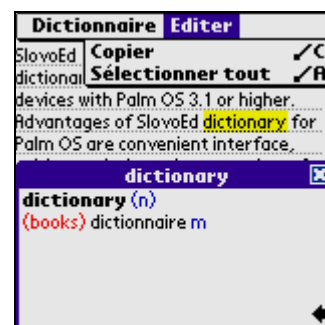 Dictionnaire Editer
SlovoEd Copier ✓C
dictionar Sélectionner tout ✓A
devices with Palm OS 3.1 or higher.
Advantages of SlovoEd dictionary for
Palm OS are convenient interface,
dictionary
dictionary (n)
(books) dictionnaire m